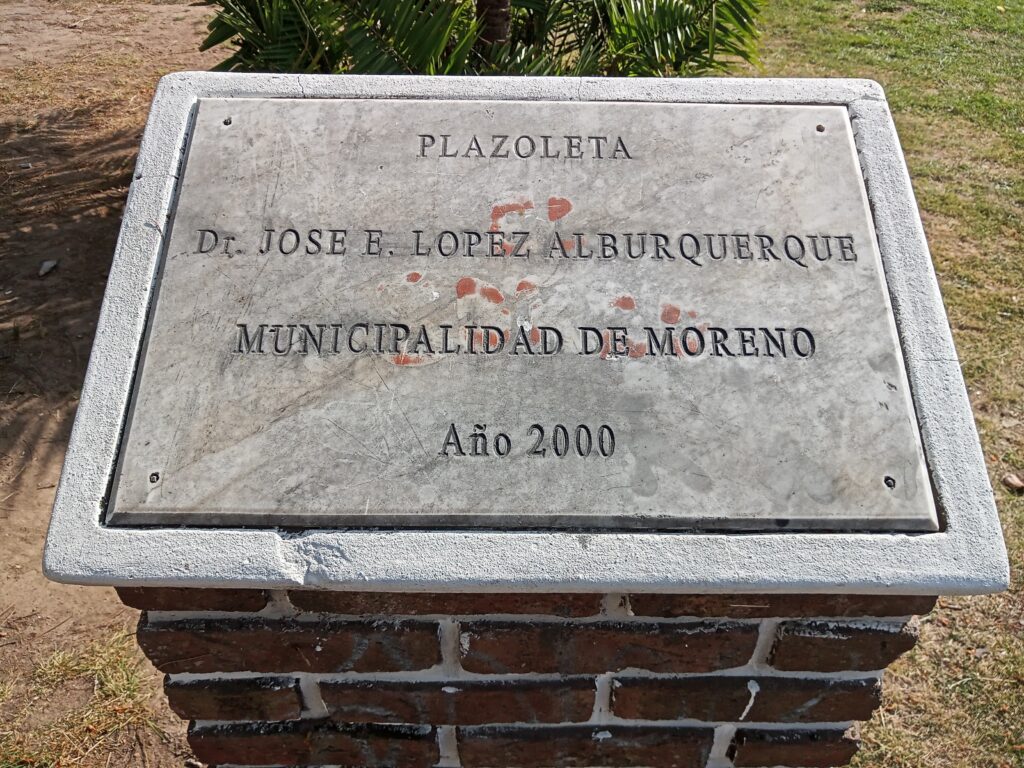 PLAZOLETA
Dr. JOSE E. LOPEZ ALBURQUERQUE
MUNICIPALIDAD DE MORENO
Año 2000